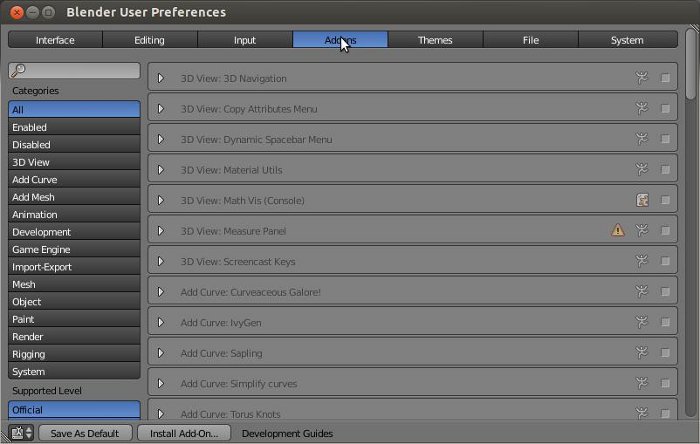 Blender User Preferences
Interface
Editing
Input
Addons
Themes
File
System
Categories
All
Enabled
Disabled
3D View
Add Curve
Add Mesh
Animation
Development
Game Engine
Import-Export
Mesh
Object
Paint
Render
Rigging
System
Supported Level
Official
3D View: 3D Navigation
3D View: Copy Attributes Menu
3D View: Dynamic Spacebar Menu
3D View: Material Utils
3D View: Math Vis (Console)
3D View: Measure Panel
3D View: Screencast Keys
Add Curve: Curveaceous Galore!
Add Curve: IvyGen
Add Curve: Sapling
Add Curve: Simplify curves
Add Curve: Torus Knots
Save As Default
Install Add-On...
Development Guides